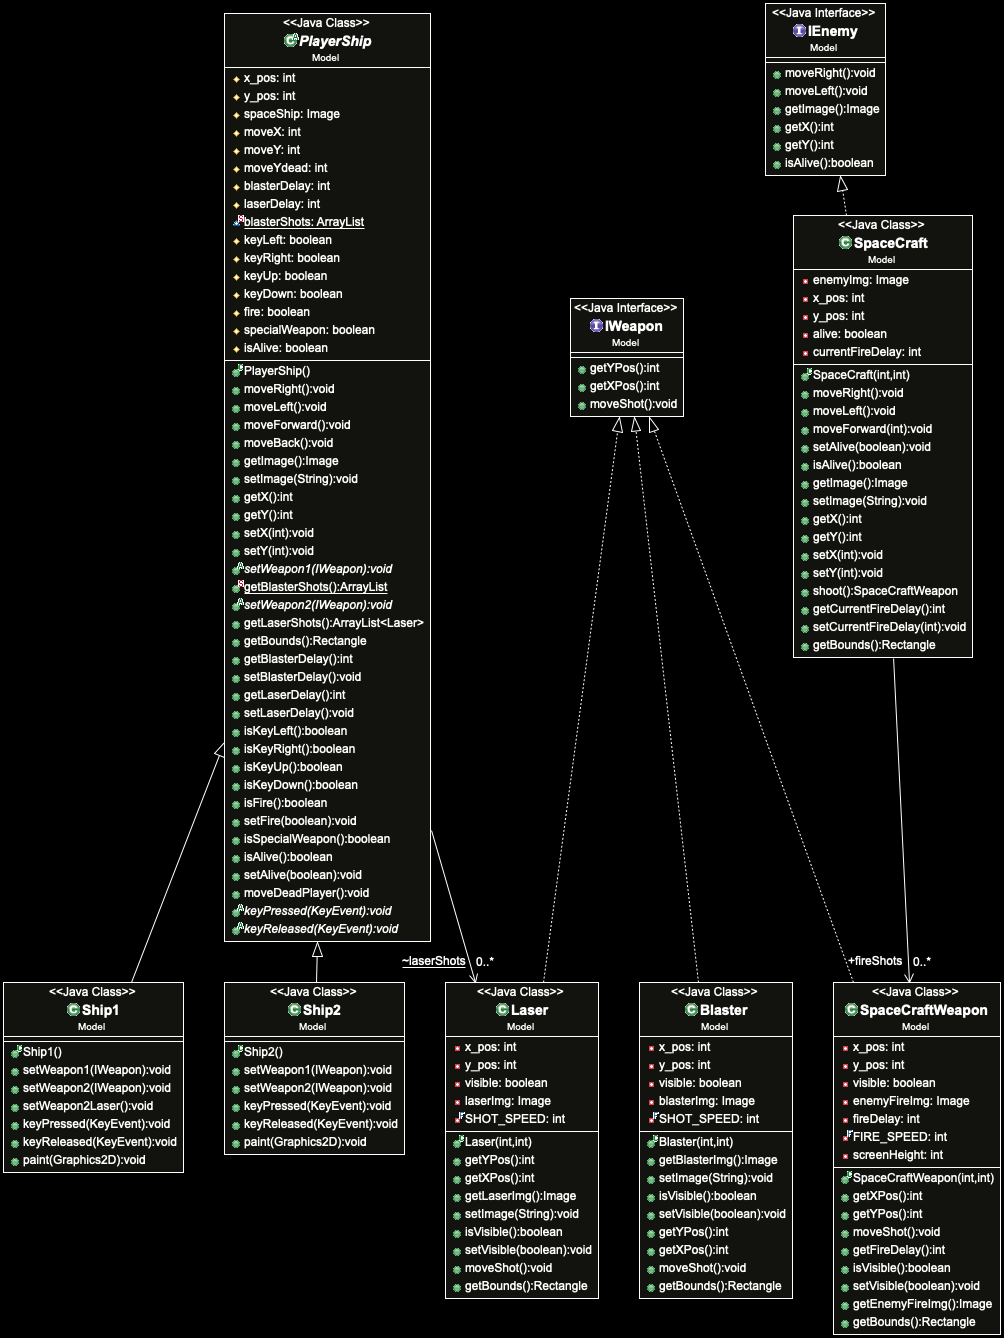 <<Java Class>>
PlayerShip
Model
x_pos: int
y_pos: int
spaceShip: Image
moveX: int
moveY: int
moveYdead: int
blasterDelay: int
laserDelay: int
blasterShots: ArrayList
keyLeft: boolean
keyRight: boolean
keyUp: boolean
keyDown: boolean
fire: boolean
specialWeapon: boolean
isAlive: boolean
PlayerShip()
moveRight():void
moveLeft():void
moveForward():void
moveBack():void
getImage():Image
setImage(String):void
getX():int
getY():int
setX(int):void
setY(int):void
setWeapon1(IWeapon):void
getBlasterShots():ArrayList
setWeapon2(IWeapon):void
getLaserShots():ArrayList<Laser>
getBounds():Rectangle
getBlasterDelay():int
setBlasterDelay():void
getLaserDelay():int
setLaserDelay():void
isKeyLeft():boolean
isKeyRight():boolean
isKeyUp():boolean
isKeyDown():boolean
isFire():boolean
setFire(boolean):void
isSpecialWeapon():boolean
isAlive():boolean
setAlive(boolean):void
moveDeadPlayer():void
keyPressed(KeyEvent):void
keyReleased(KeyEvent):void
<<Java Interface>>
IEnemy
Model
moveRight():void
moveLeft():void
getImage():Image
getX():int
getY():int
isAlive():boolean
<<Java Class>>
SpaceCraft
Model
enemyImg: Image
x_pos: int
y_pos: int
alive: boolean
currentFireDelay: int
SpaceCraft(int,int)
moveRight():void
moveLeft():void
moveForward(int):void
setAlive(boolean):void
isAlive():boolean
getImage():Image
setImage(String):void
getX():int
getY():int
setX(int):void
setY(int):void
shoot():SpaceCraftWeapon
getCurrentFireDelay():int
setCurrentFireDelay(int):void
getBounds():Rectangle
<<Java Interface>>
IWeapon
Model
getYPos():int
getXPos():int
moveShot():void
~laserShots 0..*
+fireShots 0..*
<<Java Class>>
Ship1
Model
Ship1()
setWeapon1(IWeapon):void
setWeapon2(IWeapon):void
setWeapon2Laser():void
keyPressed(KeyEvent):void
keyReleased(KeyEvent):void
paint(Graphics2D):void
<<Java Class>>
Ship2
Model
Ship2()
setWeapon1(IWeapon):void
setWeapon2(IWeapon):void
keyPressed(KeyEvent):void
keyReleased(KeyEvent):void
paint(Graphics2D):void
<<Java Class>>
Laser
Model
x_pos: int
y_pos: int
visible: boolean
laserImg: Image
SHOT_SPEED: int
Laser(int,int)
getYPos():int
getXPos():int
getLaserImg():Image
setImage(String):void
isVisible():boolean
setVisible(boolean):void
moveShot():void
getBounds():Rectangle
<<Java Class>>
Blaster
Model
x_pos: int
y_pos: int
visible: boolean
blasterImg: Image
SHOT_SPEED: int
Blaster(int,int)
getBlasterImg():Image
setImage(String):void
isVisible():boolean
setVisible(boolean):void
getYPos():int
getXPos():int
moveShot():void
getBounds():Rectangle
<<Java Class>>
SpaceCraftWeapon
Model
x_pos: int
y_pos: int
visible: boolean
enemyFireImg: Image
fireDelay: int
FIRE_SPEED: int
screenHeight: int
SpaceCraftWeapon(int,int)
getXPos():int
getYPos():int
moveShot():void
getFireDelay():int
isVisible():boolean
setVisible(boolean):void
getEnemyFireImg():Image
getBounds():Rectangle